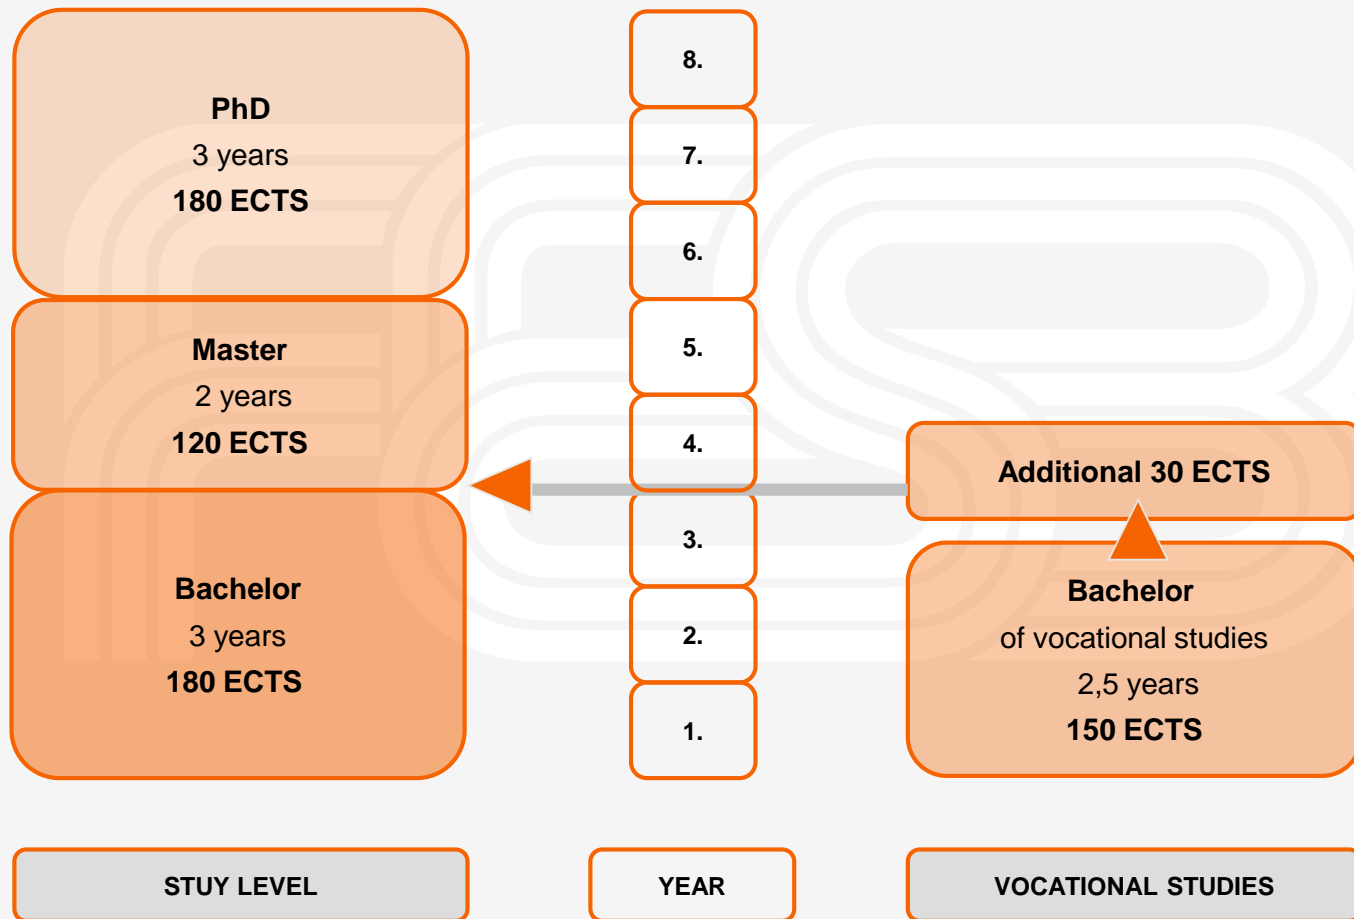 PhD
3 years
180 ECTS
Master
2 years
120 ECTS
Bachelor
3 years
180 ECTS
8.
7.
6.
5.
4.
3.
2.
1.
Additional 30 ECTS
Bachelor
of vocational studies
2,5 years
150 ECTS
STUY LEVEL
YEAR
VOCATIONAL STUDIES